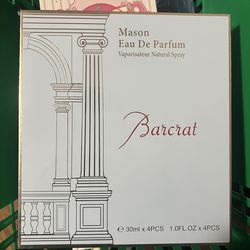 Mason
Eau De Parfum
Vaporisateur Natural Spray
Barcrat
℮ 30ml x 4PCS 1.0FL.OZ x 4PCS